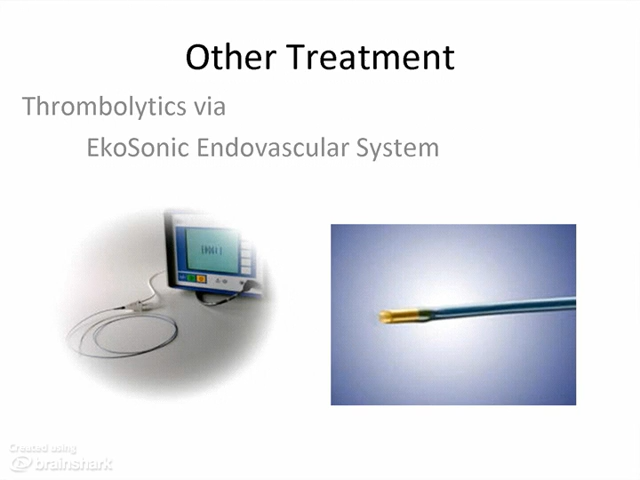 Other Treatment
Thrombolytics via
EkoSonic Endovascular System
Created using
brainshark